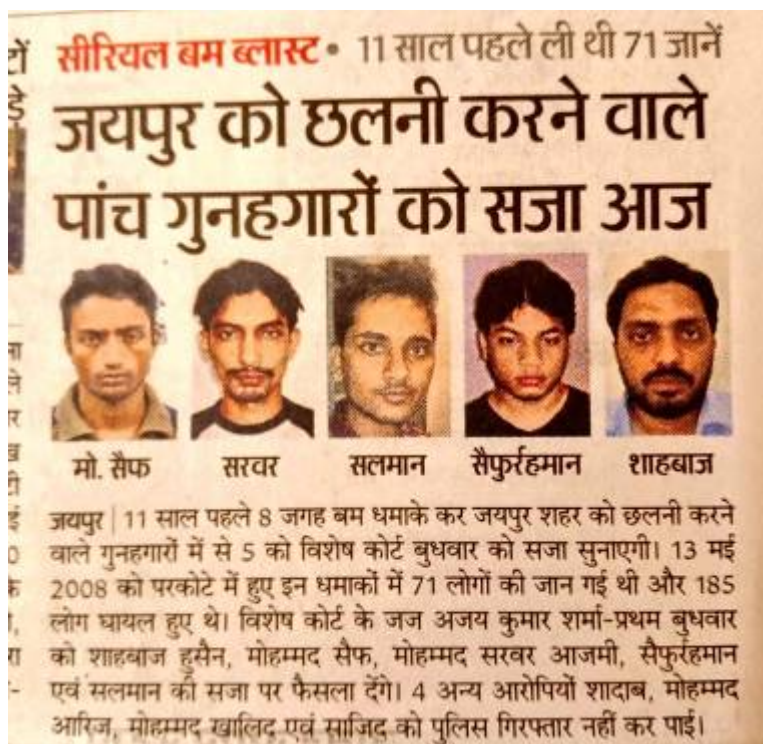 सीरियल बम ब्लास्ट • 11 साल पहले ली थी 71 जानें
जयपुर को छलनी करने वाले
पांच गुनहगारों को सजा आज
मो. सैफ सरवर सलमान सैफुर्रहमान शाहबाज
जयपुर | 11 साल पहले 8 जगह बम धमाके कर जयपुर शहर को छलनी करने
वाले गुनहगारों में से 5 को विशेष कोर्ट बुधवार को सजा सुनाएगी। 13 मई
2008 को परकोटे में हुए इन धमाकों में 71 लोगों की जान गई थी और 185
लोग घायल हुए थे। विशेष कोर्ट के जज अजय कुमार शर्मा-प्रथम बुधवार
को शाहबाज हुसैन, मोहम्मद सैफ, मोहम्मद सरवर आजमी, सैफुर्रहमान
एवं सलमान की सजा पर फैसला देंगे। 4 अन्य आरोपियों शादाब, मोहम्मद
आरिज, मोहम्मद खालिद एवं साजिद को पुलिस गिरफ्तार नहीं कर पाई।